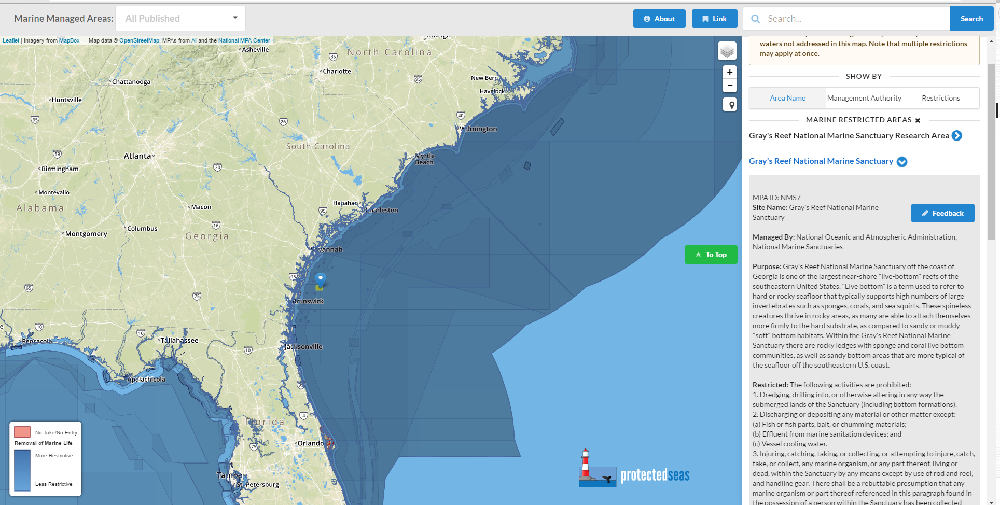 Marine Managed Areas:
All Published
About
Link
Search...
Search
Leaflet | Imagery from MapBox — Map data © OpenStreetMap, MPAs from AI and the National MPA Center
Raleigh
Asheville
North Carolina
85
Charlotte
95
Chattanooga
New Bern
Havelock
Huntsville
65
26
40
Wilmington
South Carolina
59
Atlanta
Myrtle
Beach
20
Birmingham
Montevallo
Alabama
Macon
Hanahan
95
Charleston
Columbus
16
Montgomery
Georgia
vannah
95
65
75
Brunswick
10
10
Pensacola
Tallahassee
10
Jacksonville
Apalachicola
95
4
Florida
75
Orlando
Tampa
St. Petersburg
No-Take/No-Entry
Removal of Marine Life
More Restrictive
Less Restrictive
+
−
To Top
protectedseas
waters not addressed in this map. Note that multiple restrictions
may apply at once.
SHOW BY
Area Name
Management Authority
Restrictions
MARINE RESTRICTED AREAS
Gray's Reef National Marine Sanctuary Research Area
Gray's Reef National Marine Sanctuary
MPA ID: NMS7
Site Name: Gray's Reef National Marine
Sanctuary
Feedback
Managed By: National Oceanic and Atmospheric Administration,
National Marine Sanctuaries
Purpose: Gray's Reef National Marine Sanctuary off the coast of
Georgia is one of the largest near-shore "live-bottom" reefs of the
southeastern United States. "Live bottom" is a term used to refer to
hard or rocky seafloor that typically supports high numbers of large
invertebrates such as sponges, corals, and sea squirts. These spineless
creatures thrive in rocky areas, as many are able to attach themselves
more firmly to the hard substrate, as compared to sandy or muddy
"soft" bottom habitats. Within the Gray's Reef National Marine
Sanctuary there are rocky ledges with sponge and coral live bottom
communities, as well as sandy bottom areas that are more typical of
the seafloor off the southeastern U.S. coast.
Restricted: The following activities are prohibited:
1. Dredging, drilling into, or otherwise altering in any way the
submerged lands of the Sanctuary (including bottom formations).
2. Discharging or depositing any material or other matter except:
(a) Fish or fish parts, bait, or chumming materials;
(b) Effluent from marine sanitation devices; and
(c) Vessel cooling water.
3. Injuring, catching, taking, or collecting, or attempting to injure, catch,
take, or collect, any marine organism, or any part thereof, living or
dead, within the Sanctuary by any means except by use of rod and reel,
and handline gear. There shall be a rebuttable presumption that any
marine organism or part thereof referenced in this paragraph found in
the possession of a person within the Sanctuary has been collected